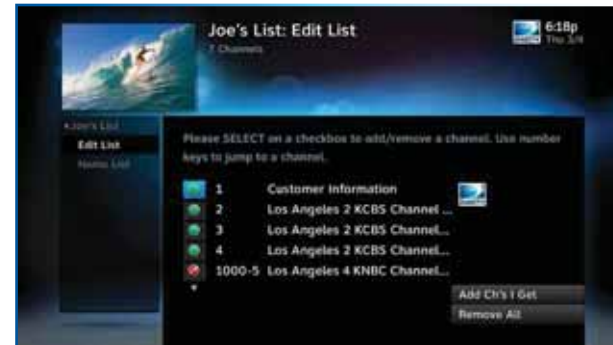 Joe's List: Edit List
7 Channels
6:18p
Thu 3/4
Joe's List
Edit List
Name List
Please SELECT on a checkbox to add/remove a channel. Use number
keys to jump to a channel.
1 Customer Information
2 Los Angeles 2 KCBS Channel ...
3 Los Angeles 2 KCBS Channel...
4 Los Angeles 2 KCBS Channel...
1000-5 Los Angeles 4 KNBC Channel...
Add Ch's I Get
Remove All